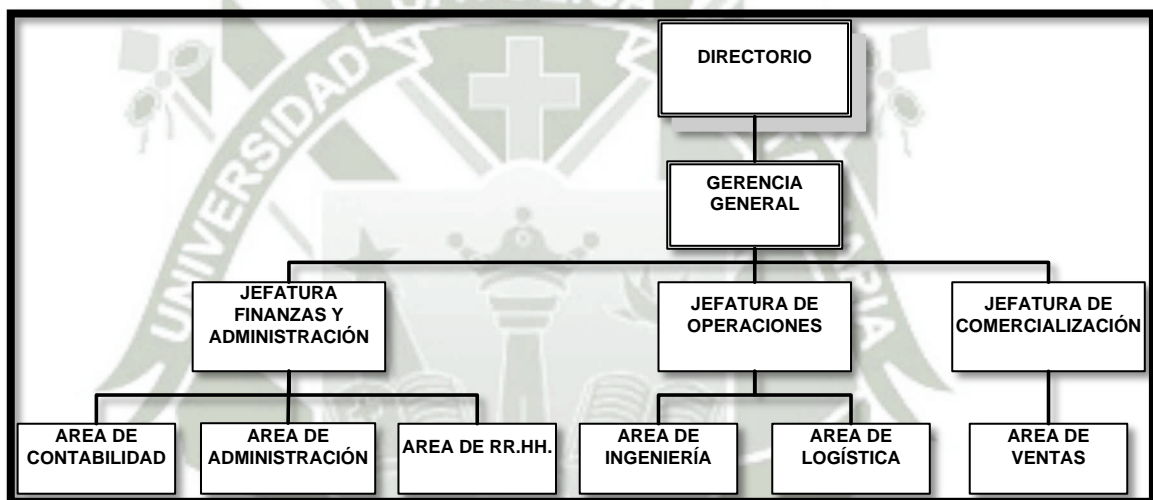 DIRECTORIO
GERENCIA
GENERAL
JEFATURA
FINANZAS Y
ADMINISTRACIÓN
JEFATURA DE
OPERACIONES
JEFATURA DE
COMERCIALIZACIÓN
AREA DE
CONTABILIDAD
AREA DE
ADMINISTRACIÓN
AREA DE RR.HH.
AREA DE
INGENIERÍA
AREA DE
LOGÍSTICA
AREA DE
VENTAS
UNIVERSIDAD